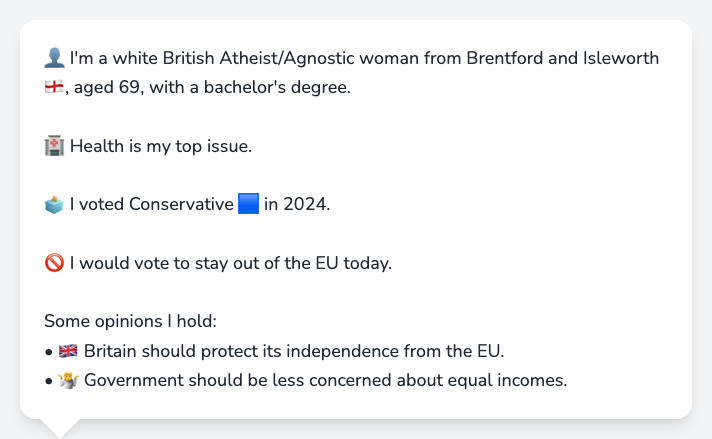 👤 I'm a white British Atheist/Agnostic woman from Brentford and Isleworth
🏴󠁧󠁢󠁥󠁮󠁧󠁿, aged 69, with a bachelor's degree.
🏥 Health is my top issue.
🗳️ I voted Conservative 🟦 in 2024.
🚫 I would vote to stay out of the EU today.
Some opinions I hold:
• 🇬🇧 Britain should protect its independence from the EU.
• 🤷‍♀️ Government should be less concerned about equal incomes.